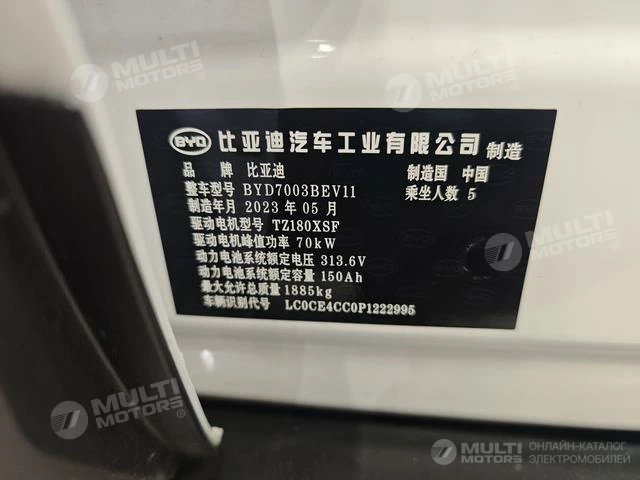 MULTI MOTORS
MULTI MOTORS
BYD 比亚迪汽车工业有限公司 制造
品 牌 比亚迪 制造国 中国
整车型号 BYD7003BEV11 乘坐人数 5
制造年月 2023 年 05 月
驱动电机型号 TZ180XSF
驱动电机峰值功率 70kW
动力电池系统额定电压 313.6V
动力电池系统额定容量 150Ah
最大允许总质量 1885kg
车辆识别代号 LC0CE4CC0P1222995
MULTI MOTORS
MULTI MOTORS
MULTI MOTORS
ОНЛАЙН-КАТАЛОГ
ЭЛЕКТРОМОБИЛЕЙ